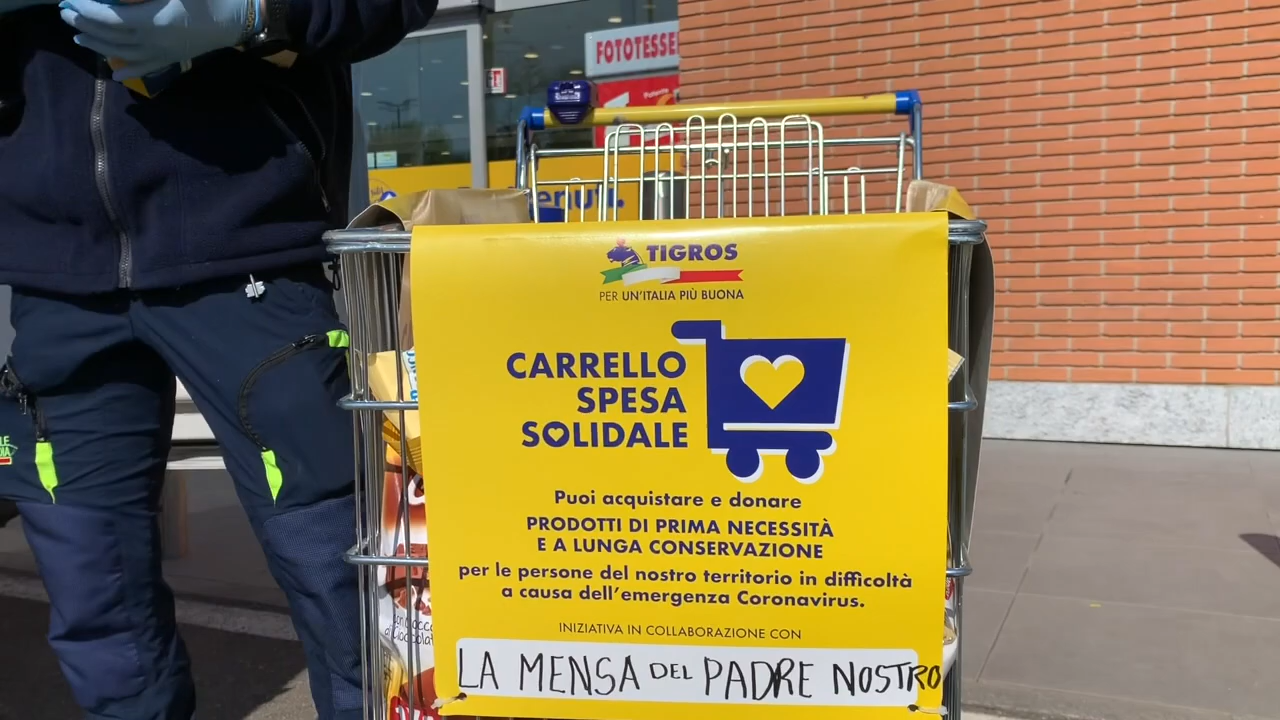 FOTOTESSE
enuti.
TIGROS
PER UN'ITALIA PIÙ BUONA
CARRELLO
SPESA
SOLIDALE
Puoi acquistare e donare
PRODOTTI DI PRIMA NECESSITÀ
E A LUNGA CONSERVAZIONE
per le persone del nostro territorio in difficoltà
a causa dell'emergenza Coronavirus.
INIZIATIVA IN COLLABORAZIONE CON
LA MENSA DEL PADRE NOSTRO